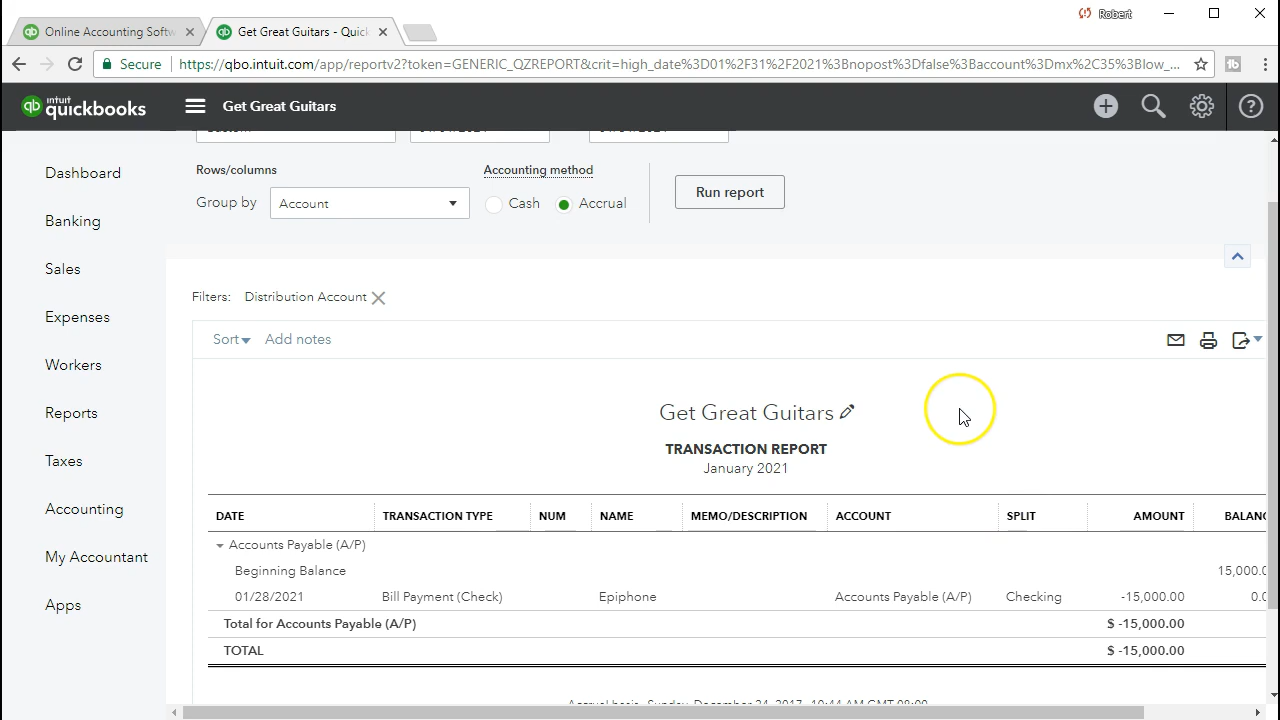 Online Accounting Softw
Get Great Guitars - Quick
Robert
Secure
https://qbo.intuit.com/app/reportv2?token=GENERIC_QZREPORT&crit=high_date%3D01%2F31%2F2021%3Bnopost%3Dfalse%3Baccount%3Dmx%2C35%3Blow_...
intuit
quickbooks
Get Great Guitars
Dashboard
Banking
Sales
Expenses
Workers
Reports
Taxes
Accounting
My Accountant
Apps
Rows/columns
Accounting method
Group by
Account
Cash
Accrual
Run report
Filters: Distribution Account
Sort Add notes
Get Great Guitars
TRANSACTION REPORT
January 2021
DATE TRANSACTION TYPE NUM NAME MEMO/DESCRIPTION ACCOUNT SPLIT AMOUNT BALANC
Accounts Payable (A/P)
Beginning Balance 15,000.0
01/28/2021 Bill Payment (Check) Epiphone Accounts Payable (A/P) Checking -15,000.00 0.0
Total for Accounts Payable (A/P) $ -15,000.00
TOTAL $ -15,000.00